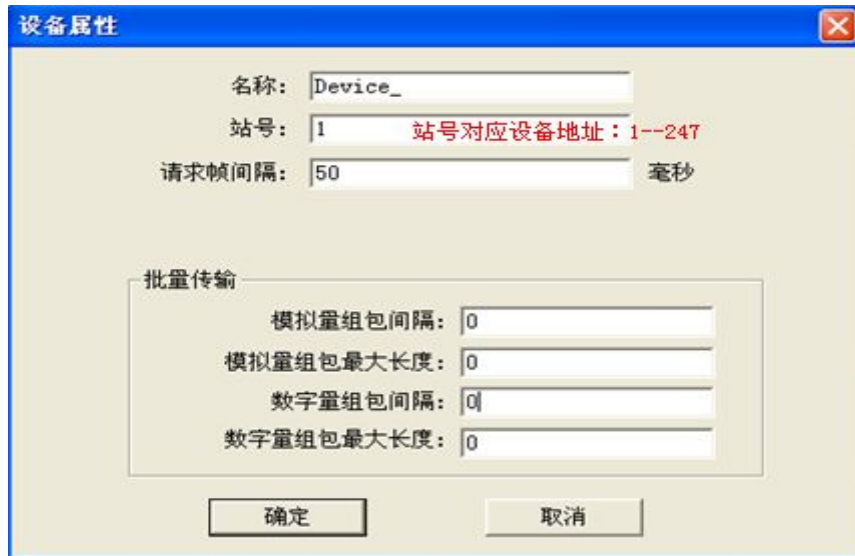 设备属性
名称： Device_
站号： 1 站号对应设备地址：1--247
请求帧间隔： 50 毫秒
批量传输
模拟量组包间隔： 0
模拟量组包最大长度： 0
数字量组包间隔： 0
数字量组包最大长度： 0
确定 取消